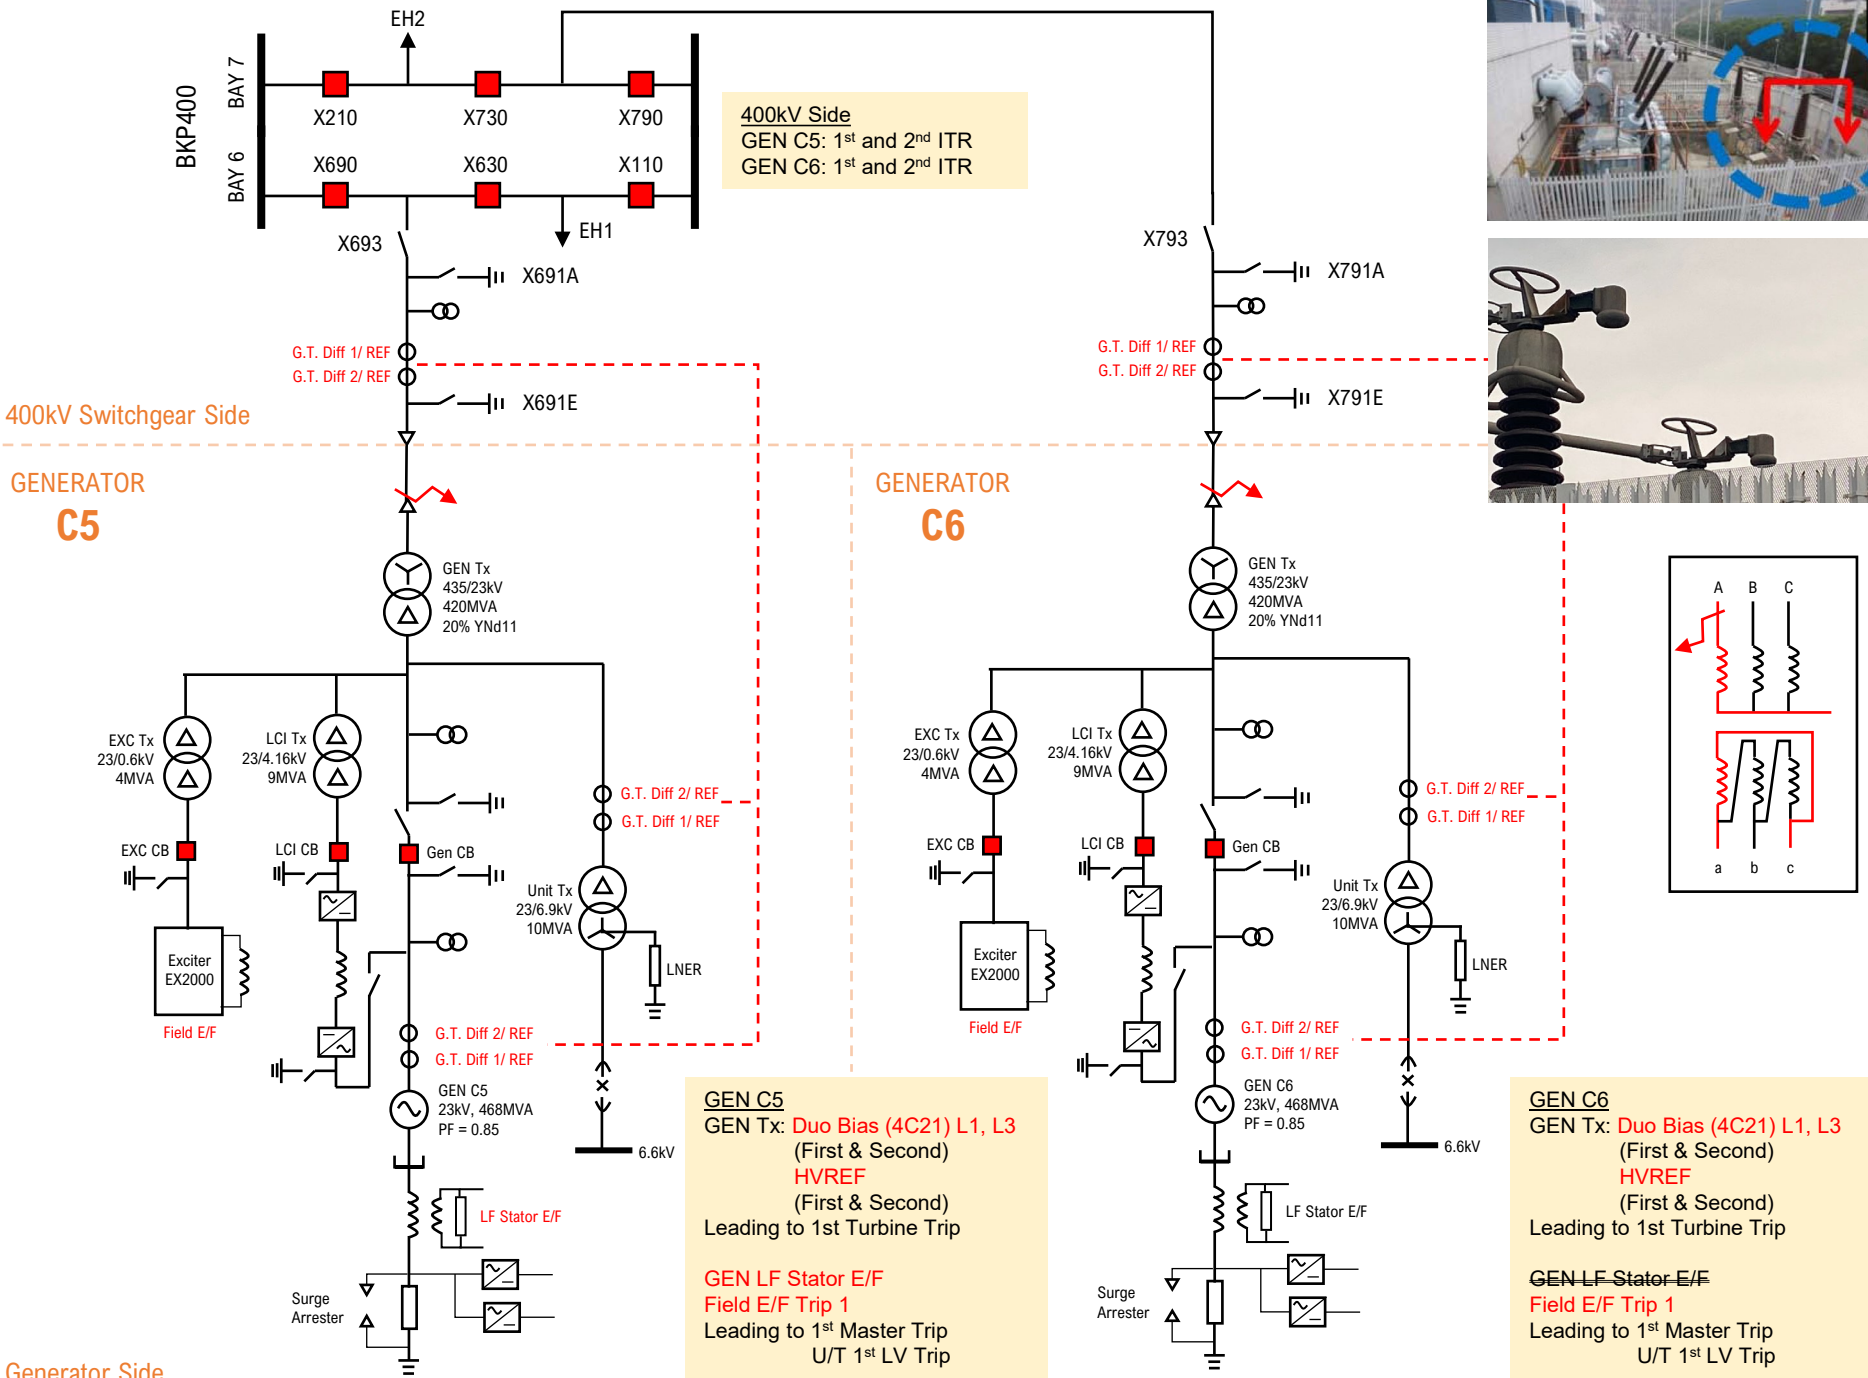 EH2
BKP400
BAY 7
BAY 6
X210
X730
X790
X690
X630
X110
EH1
400kV Side
GEN C5: 1st and 2nd ITR
GEN C6: 1st and 2nd ITR
X693
X691A
G.T. Diff 1/ REF
G.T. Diff 2/ REF
X691E
X793
X791A
G.T. Diff 1/ REF
G.T. Diff 2/ REF
X791E
400kV Switchgear Side
GENERATOR
C5
GEN Tx
435/23kV
420MVA
20% YNd11
EXC Tx
23/0.6kV
4MVA
LCI Tx
23/4.16kV
9MVA
G.T. Diff 2/ REF
G.T. Diff 1/ REF
EXC CB
LCI CB
Gen CB
Unit Tx
23/6.9kV
10MVA
LNER
Exciter
EX2000
Field E/F
G.T. Diff 2/ REF
G.T. Diff 1/ REF
GEN C5
23kV, 468MVA
PF = 0.85
6.6kV
LF Stator E/F
Surge
Arrester
GEN C5
GEN Tx: Duo Bias (4C21) L1, L3
(First & Second)
HVREF
(First & Second)
Leading to 1st Turbine Trip
GEN LF Stator E/F
Field E/F Trip 1
Leading to 1st Master Trip
U/T 1st LV Trip
GENERATOR
C6
GEN Tx
435/23kV
420MVA
20% YNd11
EXC Tx
23/0.6kV
4MVA
LCI Tx
23/4.16kV
9MVA
G.T. Diff 2/ REF
G.T. Diff 1/ REF
EXC CB
LCI CB
Gen CB
Unit Tx
23/6.9kV
10MVA
LNER
Exciter
EX2000
Field E/F
G.T. Diff 2/ REF
G.T. Diff 1/ REF
GEN C6
23kV, 468MVA
PF = 0.85
6.6kV
LF Stator E/F
Surge
Arrester
GEN C6
GEN Tx: Duo Bias (4C21) L1, L3
(First & Second)
HVREF
(First & Second)
Leading to 1st Turbine Trip
GEN LF Stator E/F
Field E/F Trip 1
Leading to 1st Master Trip
U/T 1st LV Trip
A B C
a b c
Generator Side